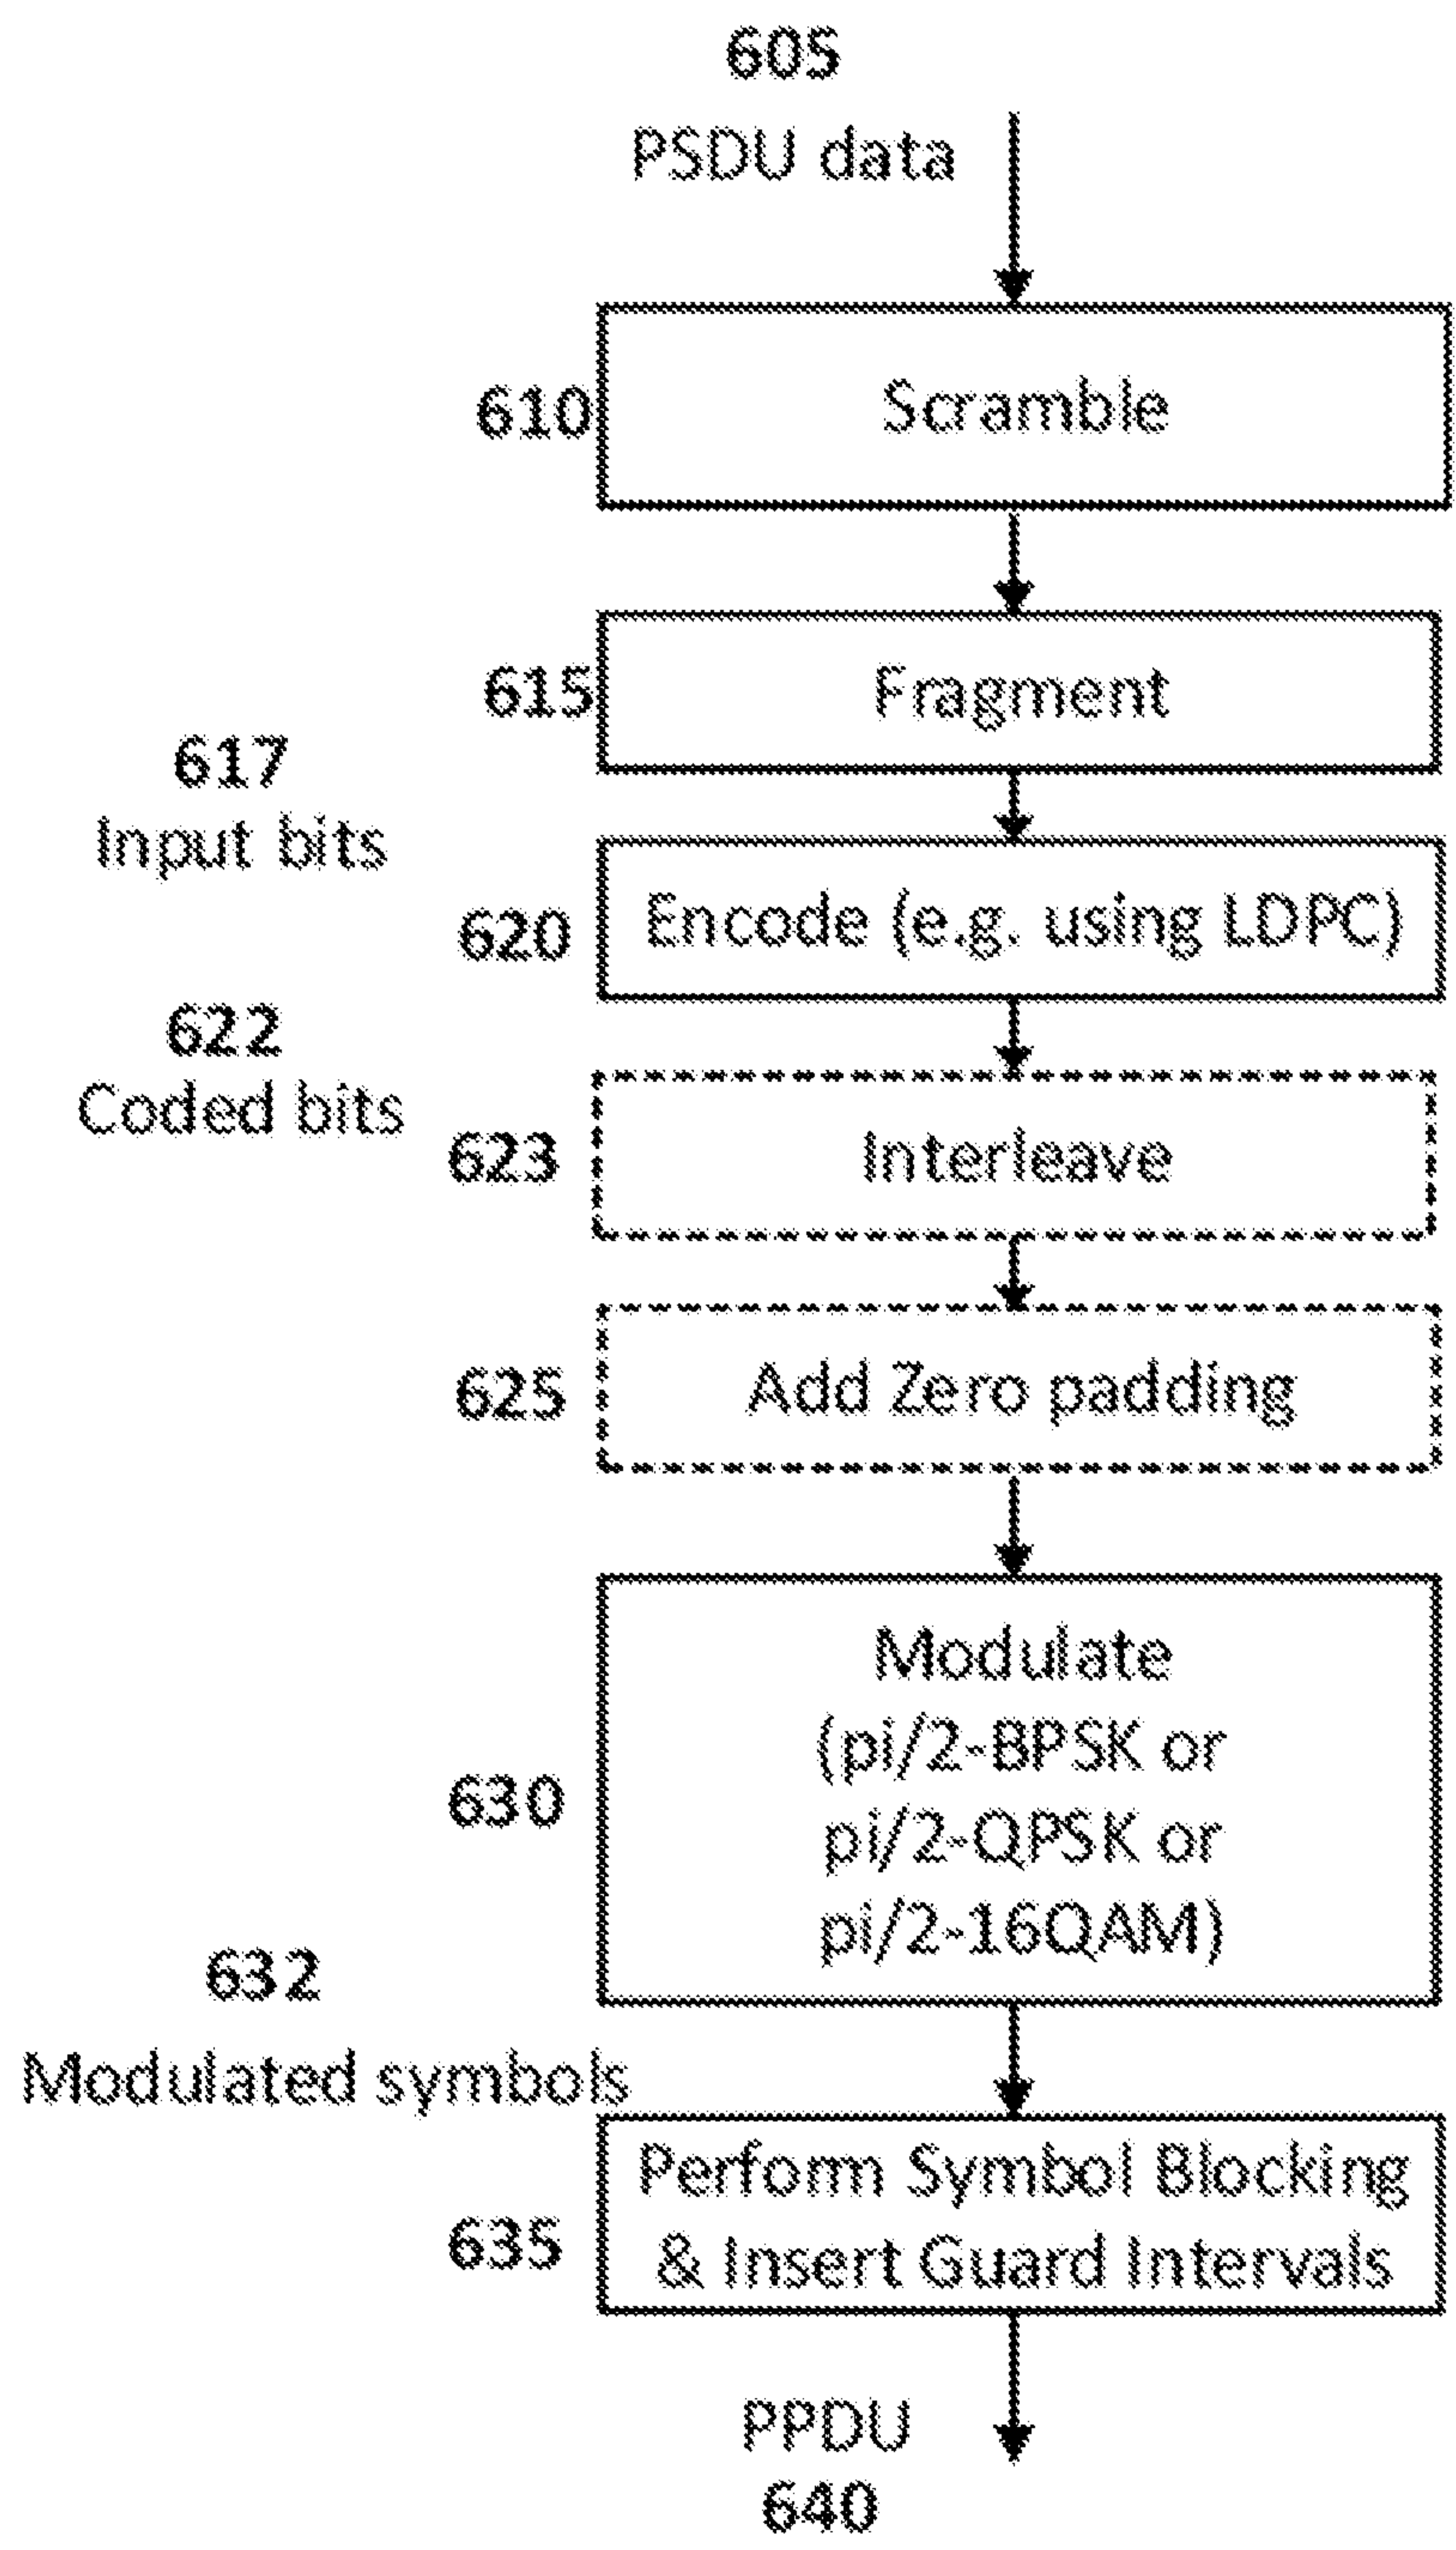 605
PSDU data
610
Scramble
615
Fragment
617
Input bits
620
Encode (e.g. using LDPC)
622
Coded bits
623
Interleave
625
Add Zero padding
630
Modulate
(pi/2-BPSK or
pi/2-QPSK or
pi/2-16QAM)
632
Modulated symbols
635
Perform Symbol Blocking
& Insert Guard Intervals
PPDU
640